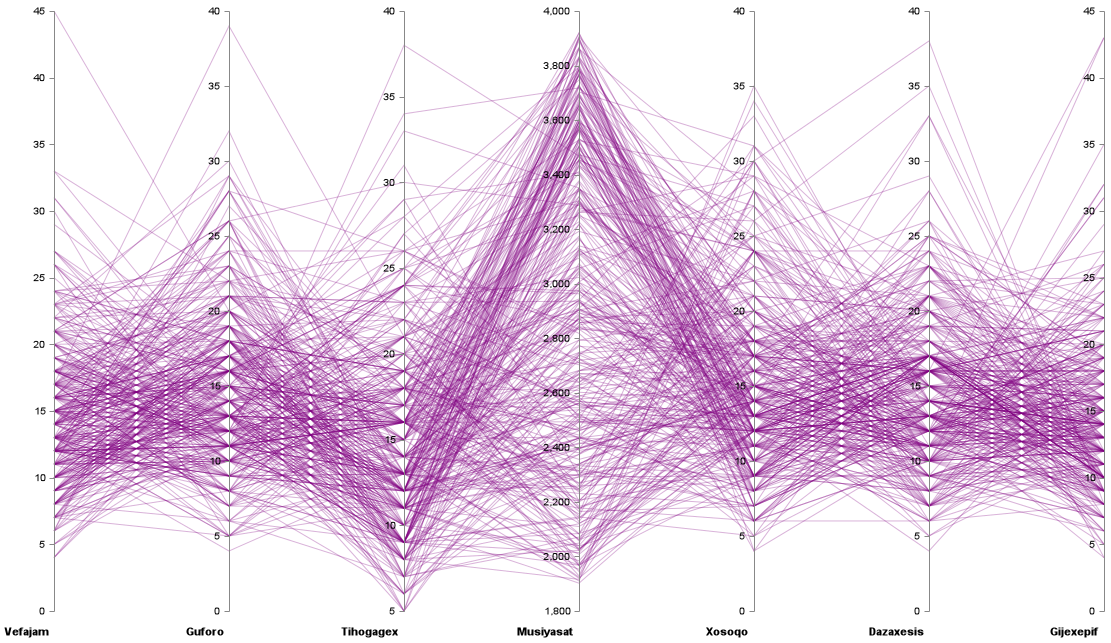 45 40 40 4,000 40 40 45
40 35 35 3,800 35 35 40
35 30 30 3,600 30 30 35
30 25 25 3,400 25 25 30
25 20 20 3,200 20 20 25
20 15 15 3,000 15 15 20
15 10 10 2,800 10 10 15
10 5 5 2,600 5 5 10
5 0 2,400 0 0 5
0 2,200 0
2,000
1,800
Vefajam Guforo Tihogagex Musiyasat Xosoqo Dazaxesis Gijexepif